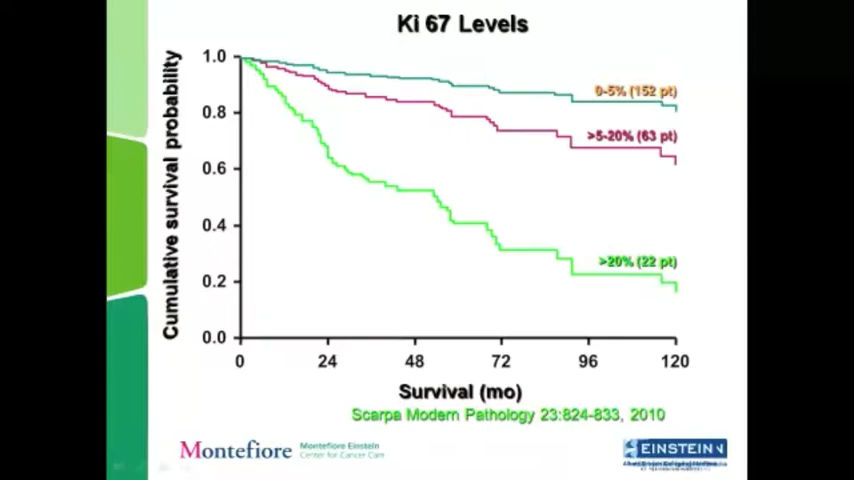 Ki 67 Levels
Cumulative survival probability
1.0
0.8
0.6
0.4
0.2
0.0
0-5% (152 pt)
>5-20% (63 pt)
>20% (22 pt)
0 24 48 72 96 120
Survival (mo)
Scarpa Modern Pathology 23:824-833, 2010
Montefiore
Montefiore Einstein
Center for Cancer Care
EINSTEIN